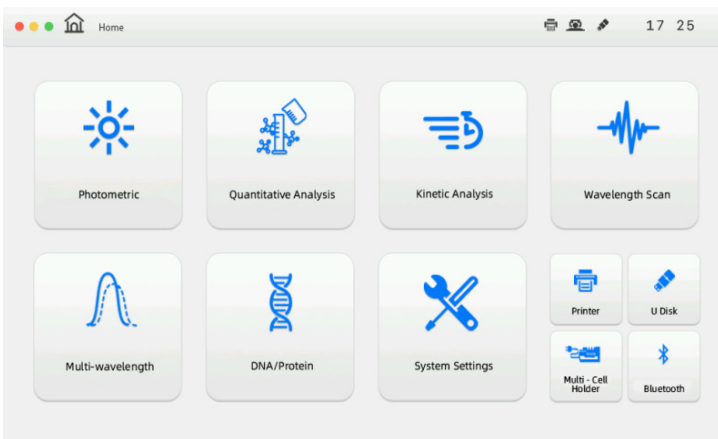 Home
17 25
Photometric
Quantitative Analysis
Kinetic Analysis
Wavelength Scan
Multi-wavelength
DNA/Protein
System Settings
Printer
U Disk
Multi - Cell
Holder
Bluetooth